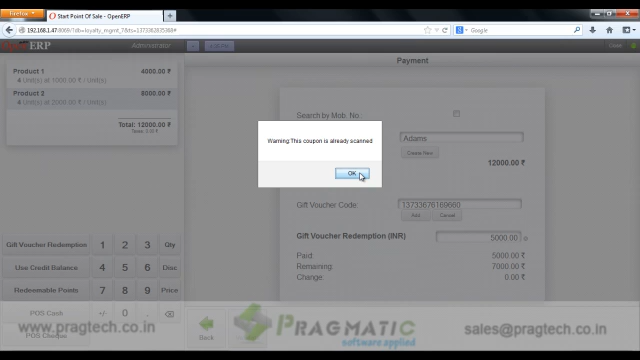 Firefox
Start Point Of Sale - OpenERP
192.168.1.47:8069/?db=loyalty_mgmt_7&ts=1373362835368#
Google
ERP
Administrator
Payment
Product 1 4000.00 ₹
4 Unit(s) at 1000.00 ₹ / Unit(s)
Product 2 8000.00 ₹
4 Unit(s) at 2000.00 ₹ / Unit(s)
Total: 12000.00 ₹
Taxes: 0.00 ₹
Search by Mob. No:
Adams
Create New
12000.00 ₹
Warning:This coupon is already scanned
OK
Gift Voucher Code: 13733676169660
Add Cancel
Gift Voucher Redemption (INR) 5000.00
Paid: 5000.00 ₹
Remaining: 7000.00 ₹
Change: 0.00 ₹
Gift Voucher Redemption 1 2 3 Qty
Use Credit Balance 4 5 6 Disc
Redeemable Points 7 8 9 Price
POS Cash +/- 0 .
POS Cheque
Back
www.pragtech.co.in
PRAGMATIC
software applied
sales@pragtech.co.in